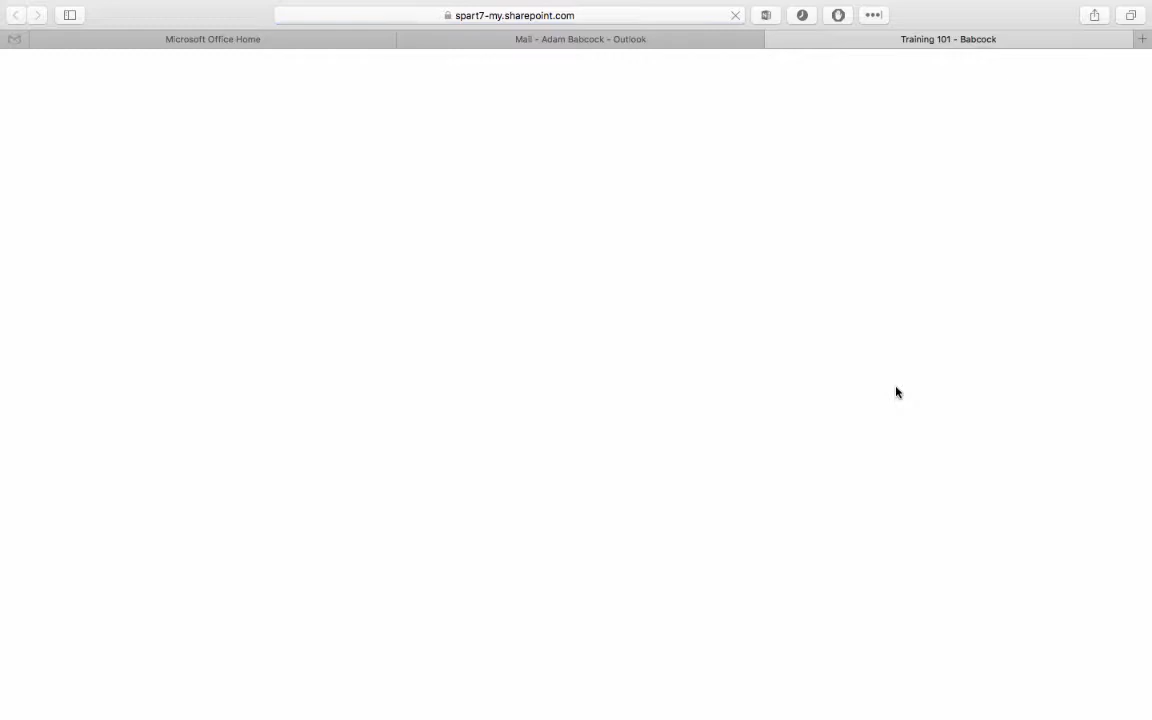 spart7-my.sharepoint.com
Microsoft Office Home
Mail - Adam Babcock - Outlook
Training 101 - Babcock